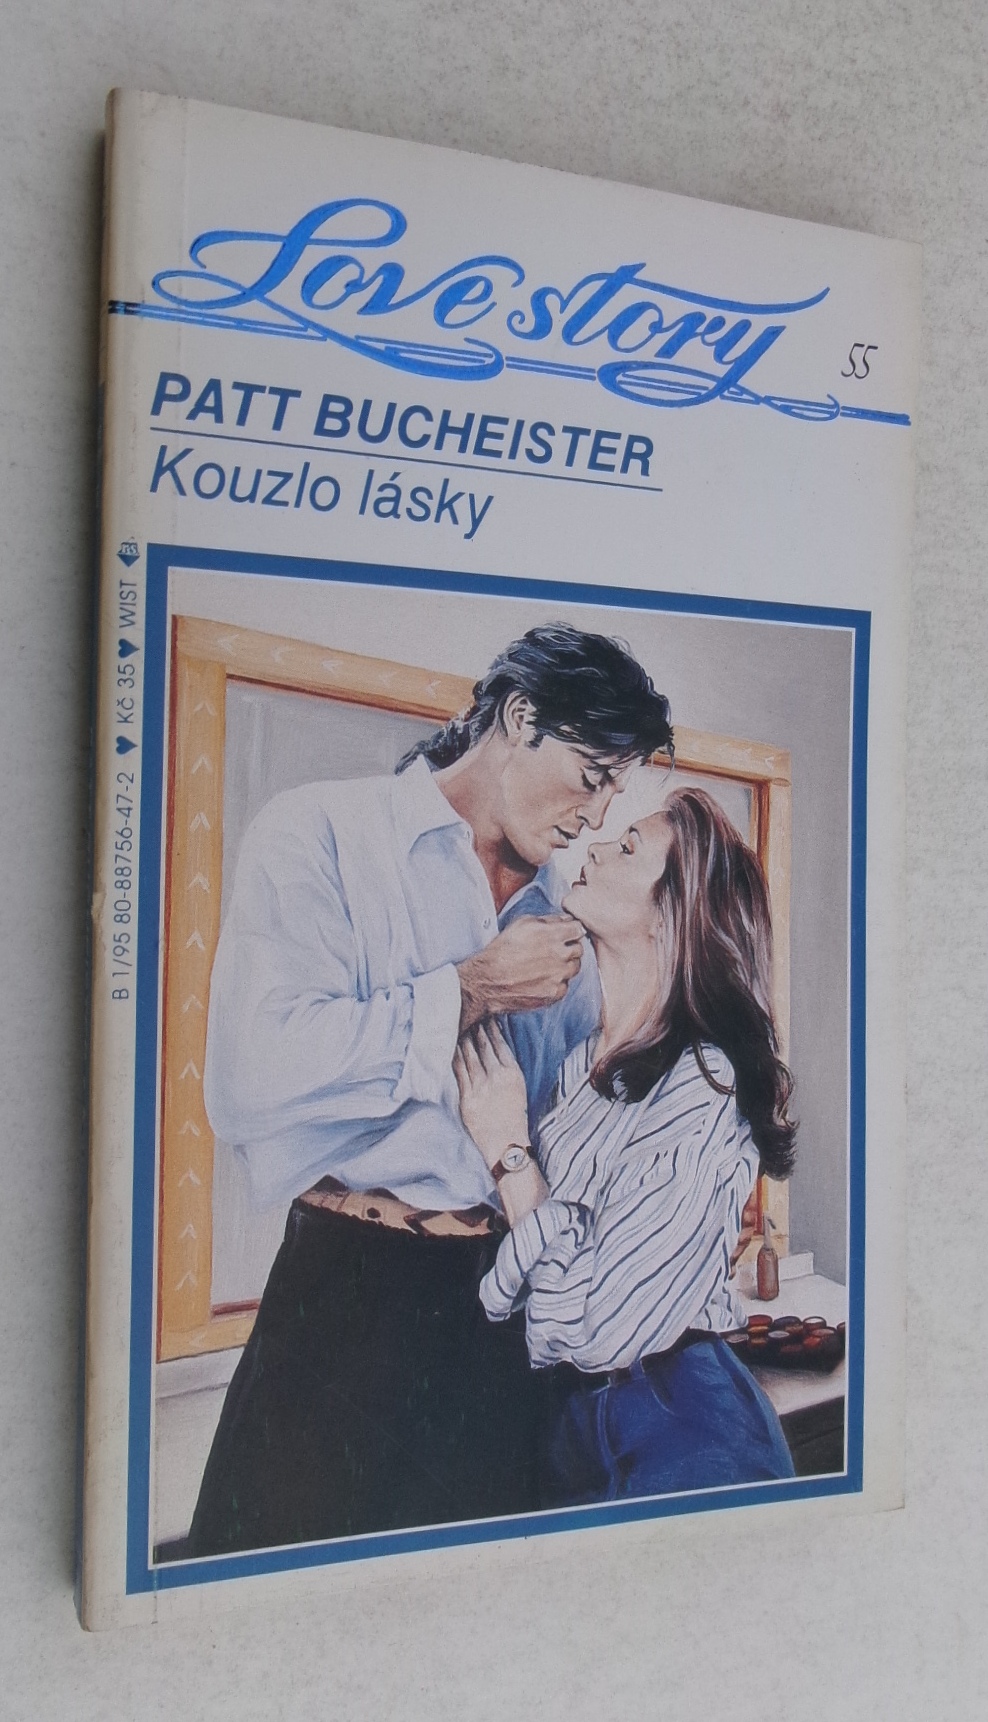 Love story
55
PATT BUCHEISTER
Kouzlo lásky
B 1/95 80-88756-47-2 ♥ Kč 35 ♥ WIST